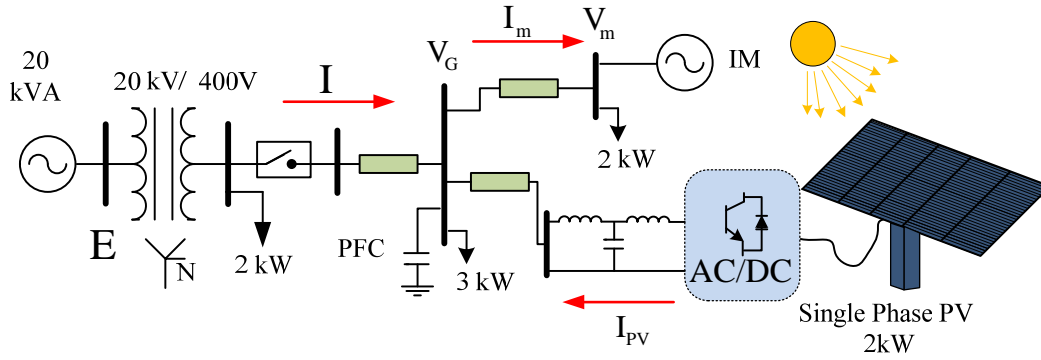 20
kVA
20 kV/ 400V
E
N
2 kW
I
V_G
PFC
3 kW
I_m
V_m
IM
2 kW
I_PV
AC/DC
Single Phase PV
2kW